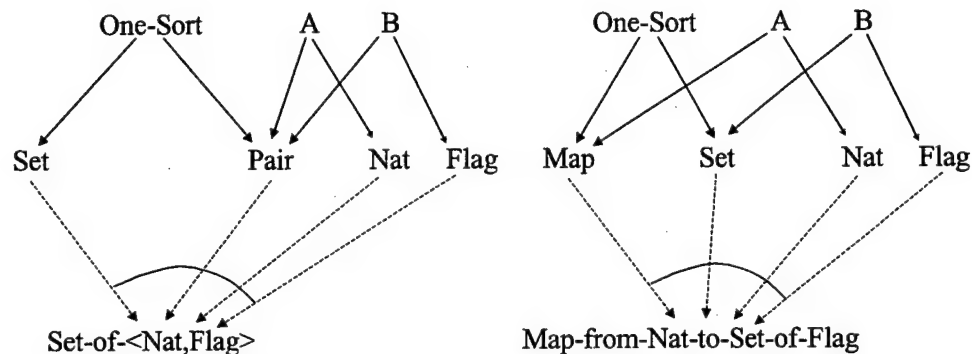 One-Sort A B One-Sort A B
Set Pair Nat Flag Map Set Nat Flag
Set-of-<Nat,Flag> Map-from-Nat-to-Set-of-Flag